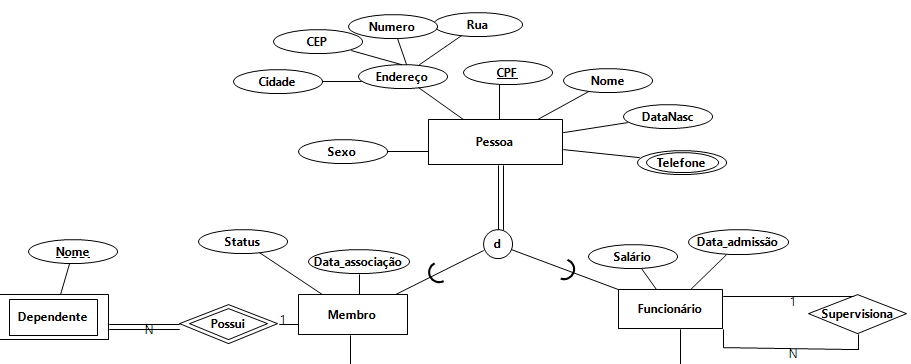 Rua
Numero
CEP
Endereço
CPF
Cidade
Nome
DataNasc
Pessoa
Sexo
Telefone
Status
d
Data_admissão
Nome
Data_associação
Salário
Dependente
N
Possui
1
Membro
Funcionário
1
Supervisiona
N